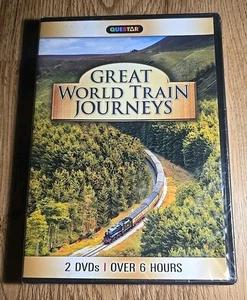 QUESTAR
GREAT
WORLD TRAIN
JOURNEYS
2 DVDs | OVER 6 HOURS